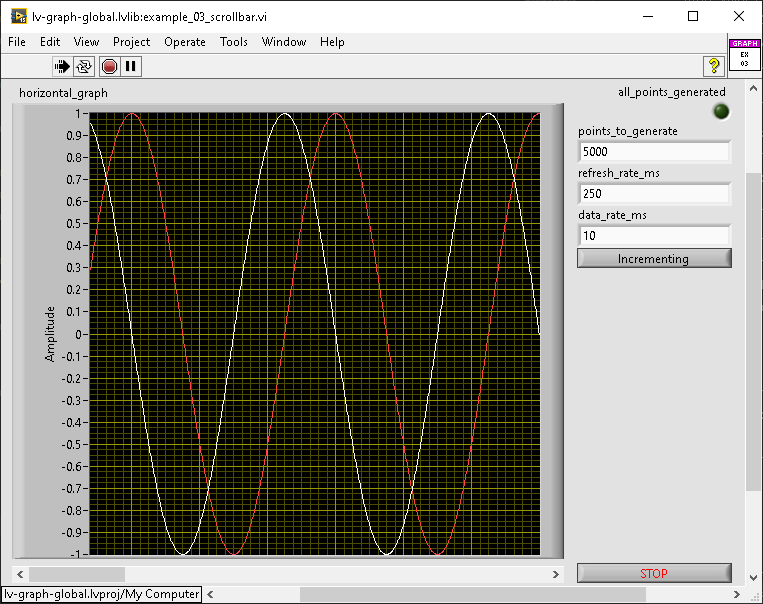 lv-graph-global.lvlib:example_03_scrollbar.vi
File Edit View Project Operate Tools Window Help
GRAPH
EX
03
?
horizontal_graph
all_points_generated
points_to_generate
5000
refresh_rate_ms
250
data_rate_ms
10
Incrementing
Amplitude
1
0.9
0.8
0.7
0.6
0.5
0.4
0.3
0.2
0.1
0
-0.1
-0.2
-0.3
-0.4
-0.5
-0.6
-0.7
-0.8
-0.9
-1
STOP
lv-graph-global.lvproj/My Computer